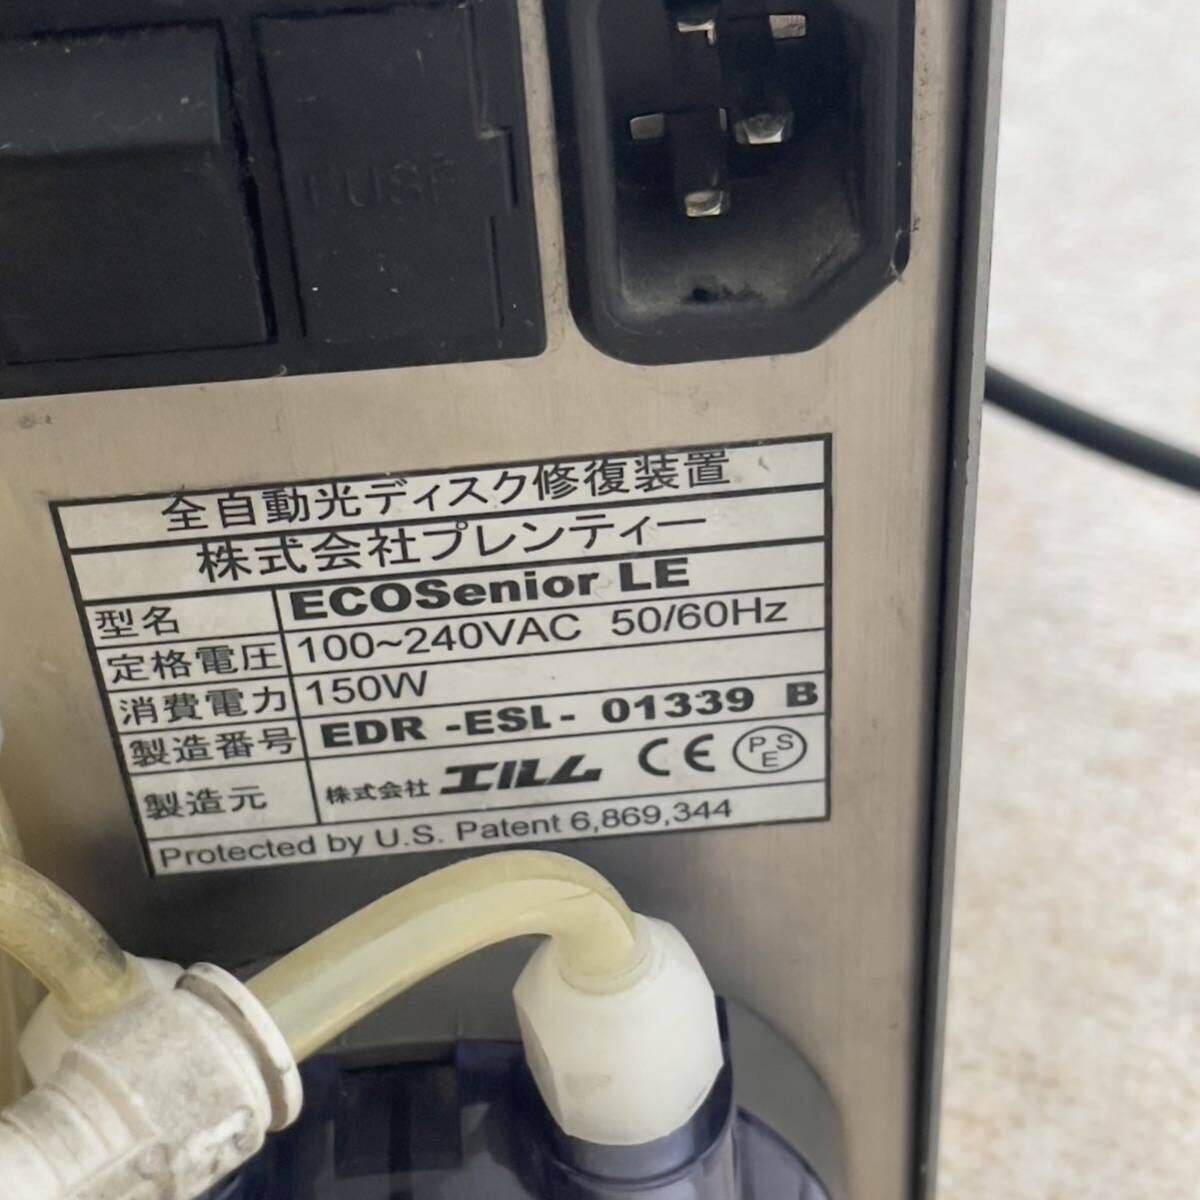 FUSE
全自動光ディスク修復装置
株式会社プレンティー
型名 ECOSenior LE
定格電圧 100~240VAC 50/60Hz
消費電力 150W
製造番号 EDR -ESL- 01339 B
製造元 株式会社 エルム CE PSE
Protected by U.S. Patent 6,869,344